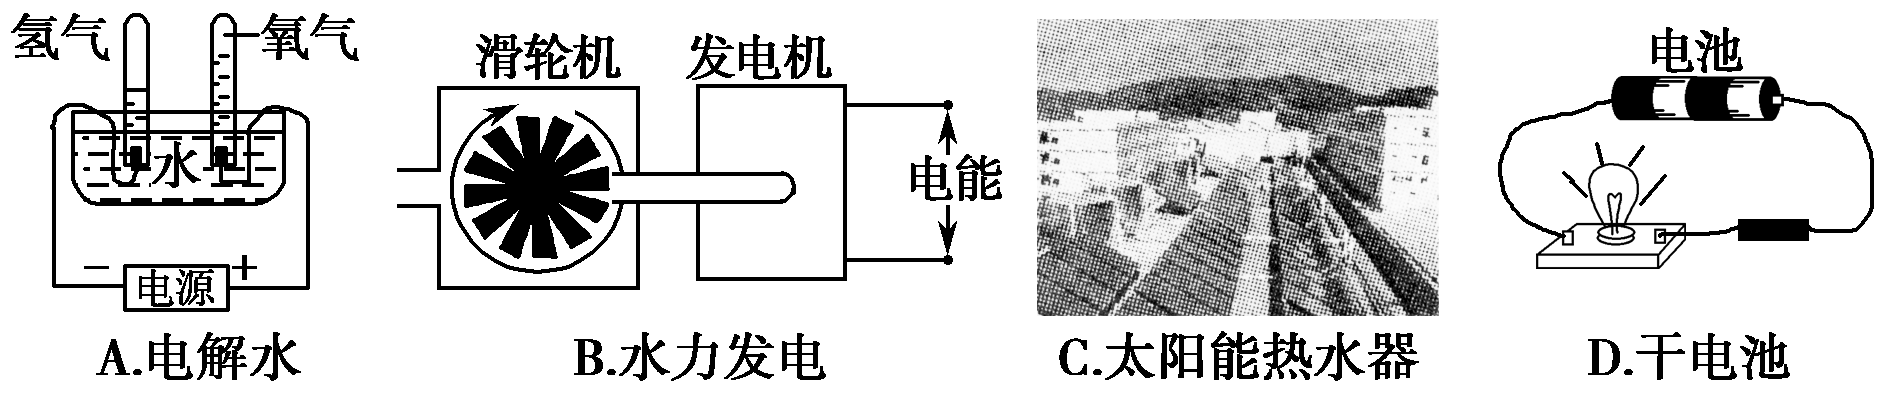 氢气
氧气
水
− 电源 +
A.电解水
滑轮机
发电机
电能
B.水力发电
C.太阳能热水器
电池
D.干电池